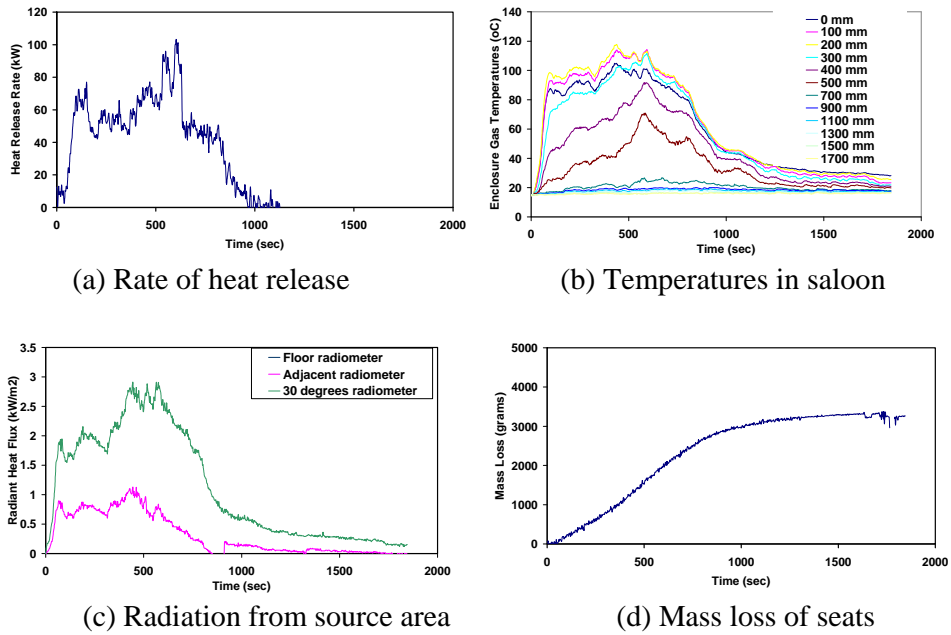 120
100
80
60
40
20
0
Heat Release Rate (kW)
0 500 1000 1500 2000
Time (sec)
(a) Rate of heat release
140
120
100
80
60
40
20
0
Enclosure Gas Temperatures (oC)
0 500 1000 1500 2000
Time (sec)
0 mm
100 mm
200 mm
300 mm
400 mm
500 mm
700 mm
900 mm
1100 mm
1300 mm
1500 mm
1700 mm
(b) Temperatures in saloon
3.5
3
2.5
2
1.5
1
0.5
0
Radiant Heat Flux (kW/m2)
0 500 1000 1500 2000
Time (sec)
Floor radiometer
Adjacent radiometer
30 degrees radiometer
(c) Radiation from source area
5000
4000
3000
2000
1000
0
Mass Loss (grams)
0 500 1000 1500 2000
Time (sec)
(d) Mass loss of seats